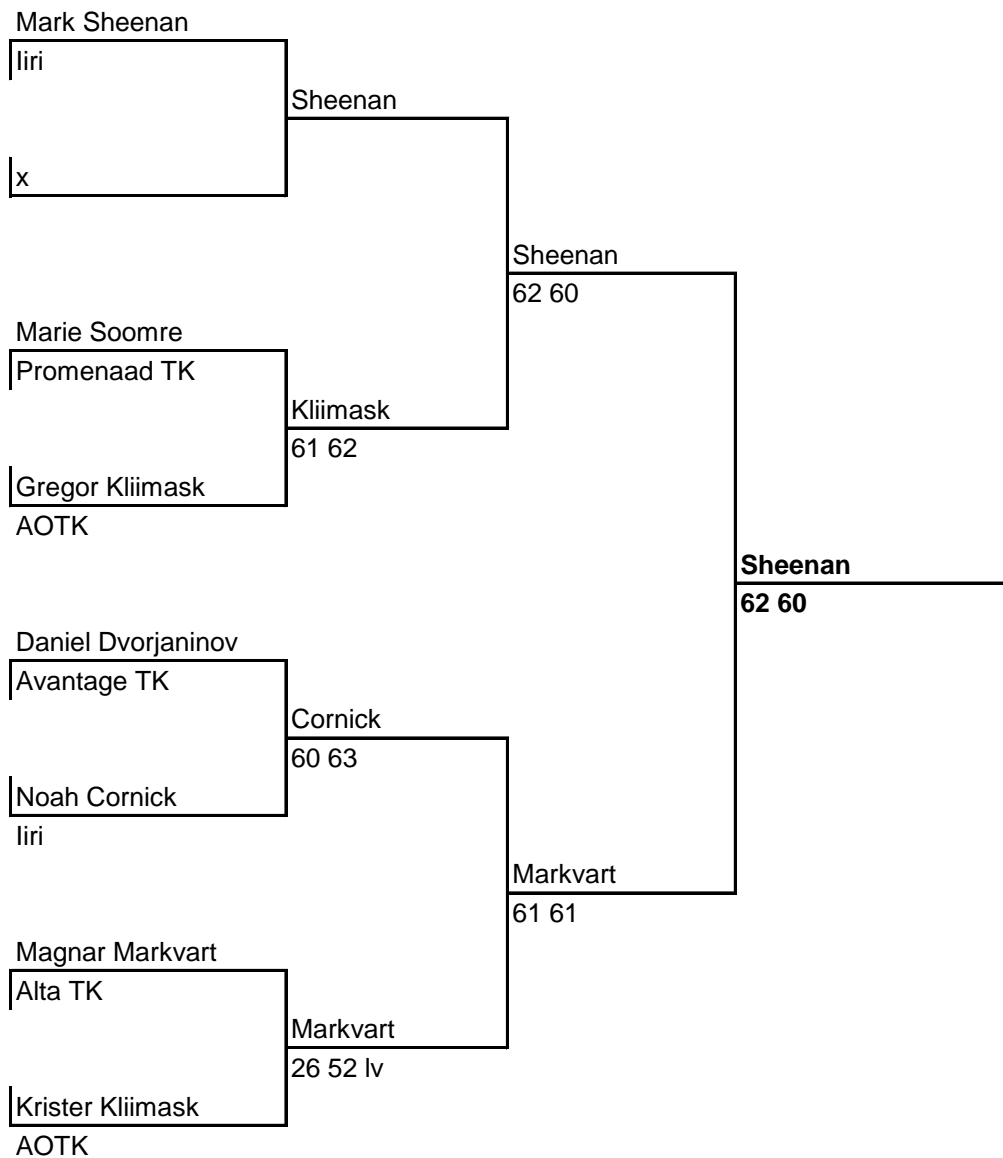 Mark Sheenan
Iiri
Sheenan
x
Sheenan
62 60
Marie Soomre
Promenaad TK
Kliimask
61 62
Gregor Kliimask
AOTK
Sheenan
62 60
Daniel Dvorjaninov
Avantage TK
Cornick
60 63
Noah Cornick
Iiri
Markvart
61 61
Magnar Markvart
Alta TK
Markvart
26 52 lv
Krister Kliimask
AOTK